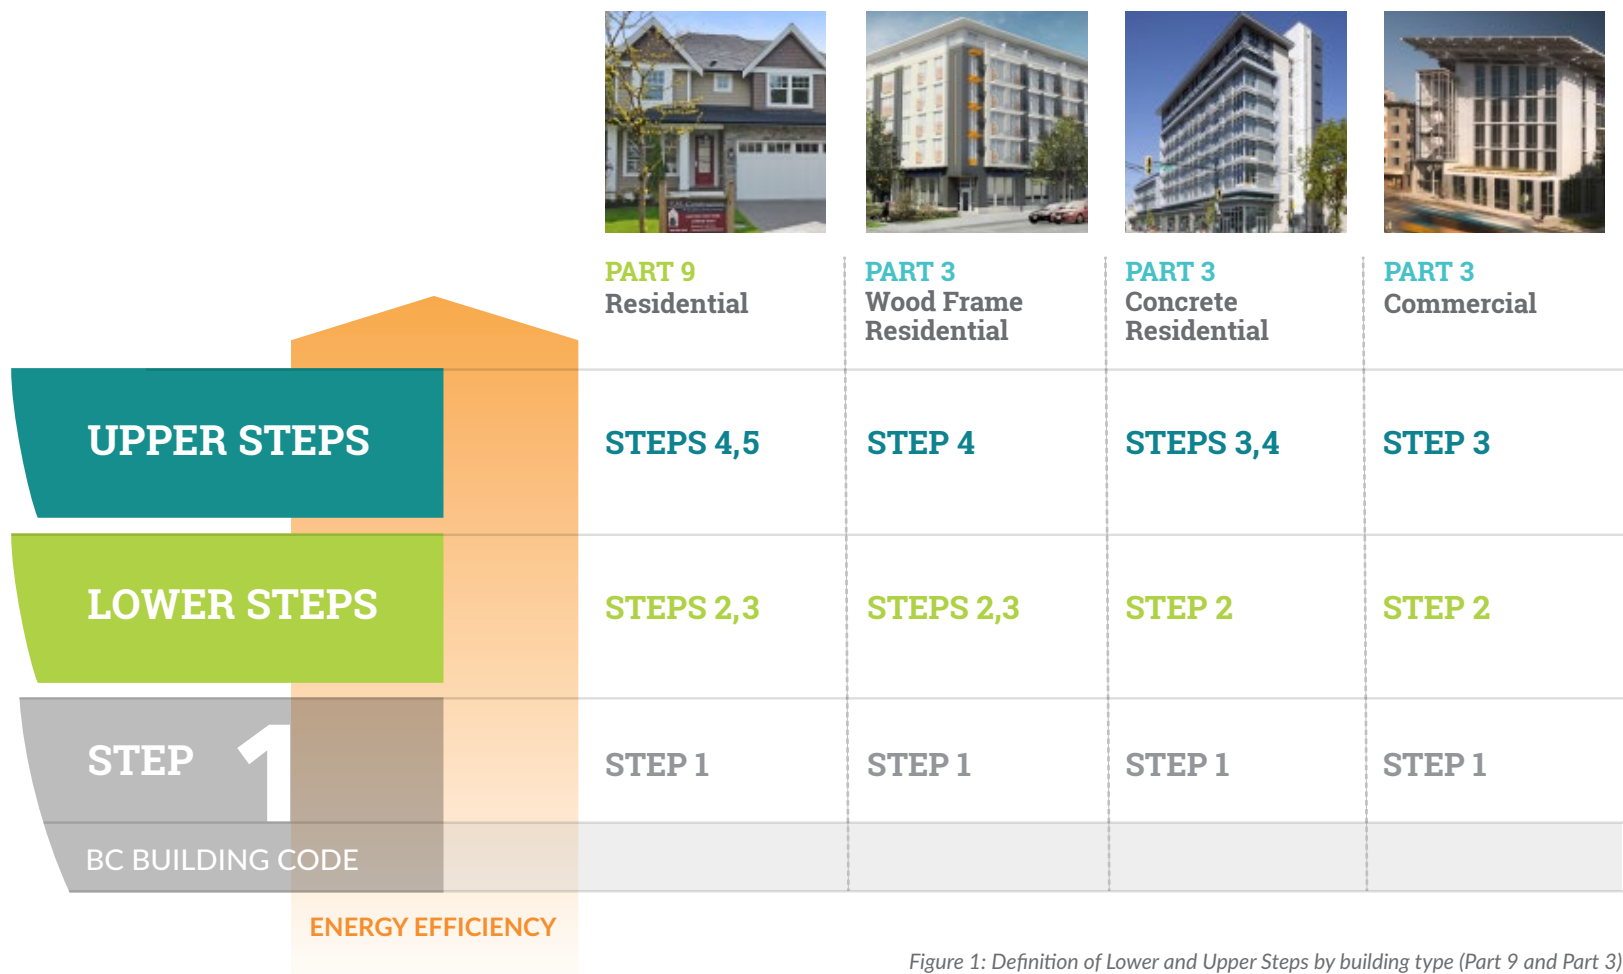 PART 9
Residential
PART 3
Wood Frame
Residential
PART 3
Concrete
Residential
PART 3
Commercial
UPPER STEPS
STEPS 4,5
STEP 4
STEPS 3,4
STEP 3
LOWER STEPS
STEPS 2,3
STEPS 2,3
STEP 2
STEP 2
STEP 1
STEP 1
STEP 1
STEP 1
STEP 1
BC BUILDING CODE
ENERGY EFFICIENCY
Figure 1: Definition of Lower and Upper Steps by building type (Part 9 and Part 3)